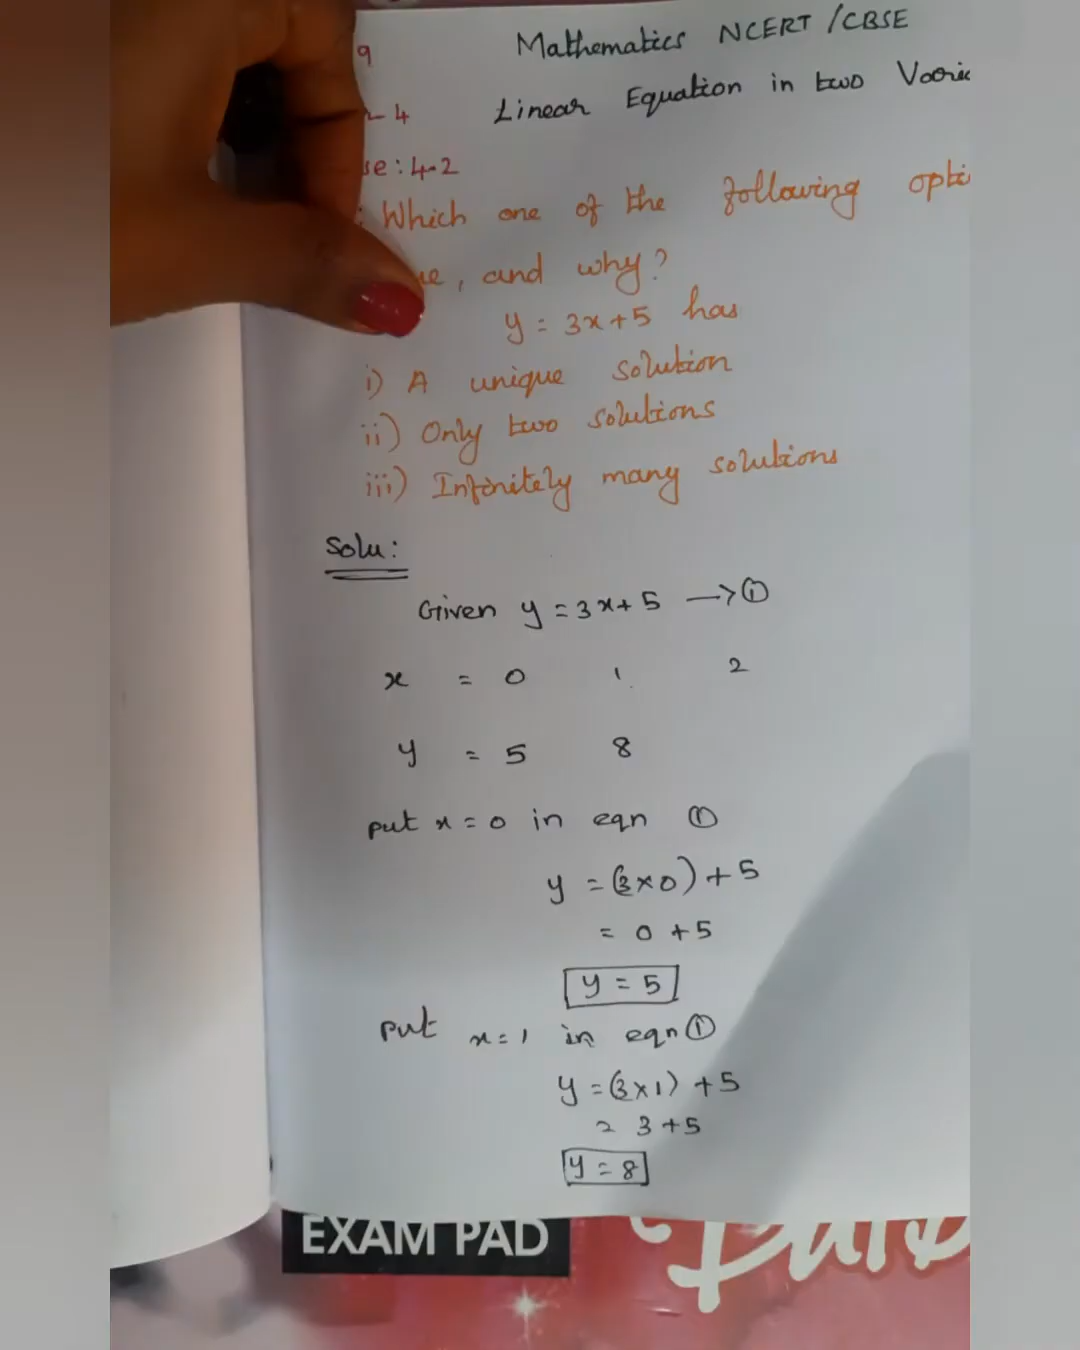 9 Mathematics NCERT/CBSE
4 Linear Equation in two
: 4.2
Which one of the following
, and why?
y = 3x+5 has
i) A unique solution
ii) Only two solutions
iii) Infinitely many solutions
Solu:
Given y = 3x+5 → ①
x = 0 1 2
y = 5 8
put x = 0 in eqn ①
y = (3×0)+5
= 0+5
y = 5
put x=1 in eqn ①
y = (3×1)+5
= 3+5
y = 8
EXAM PAD